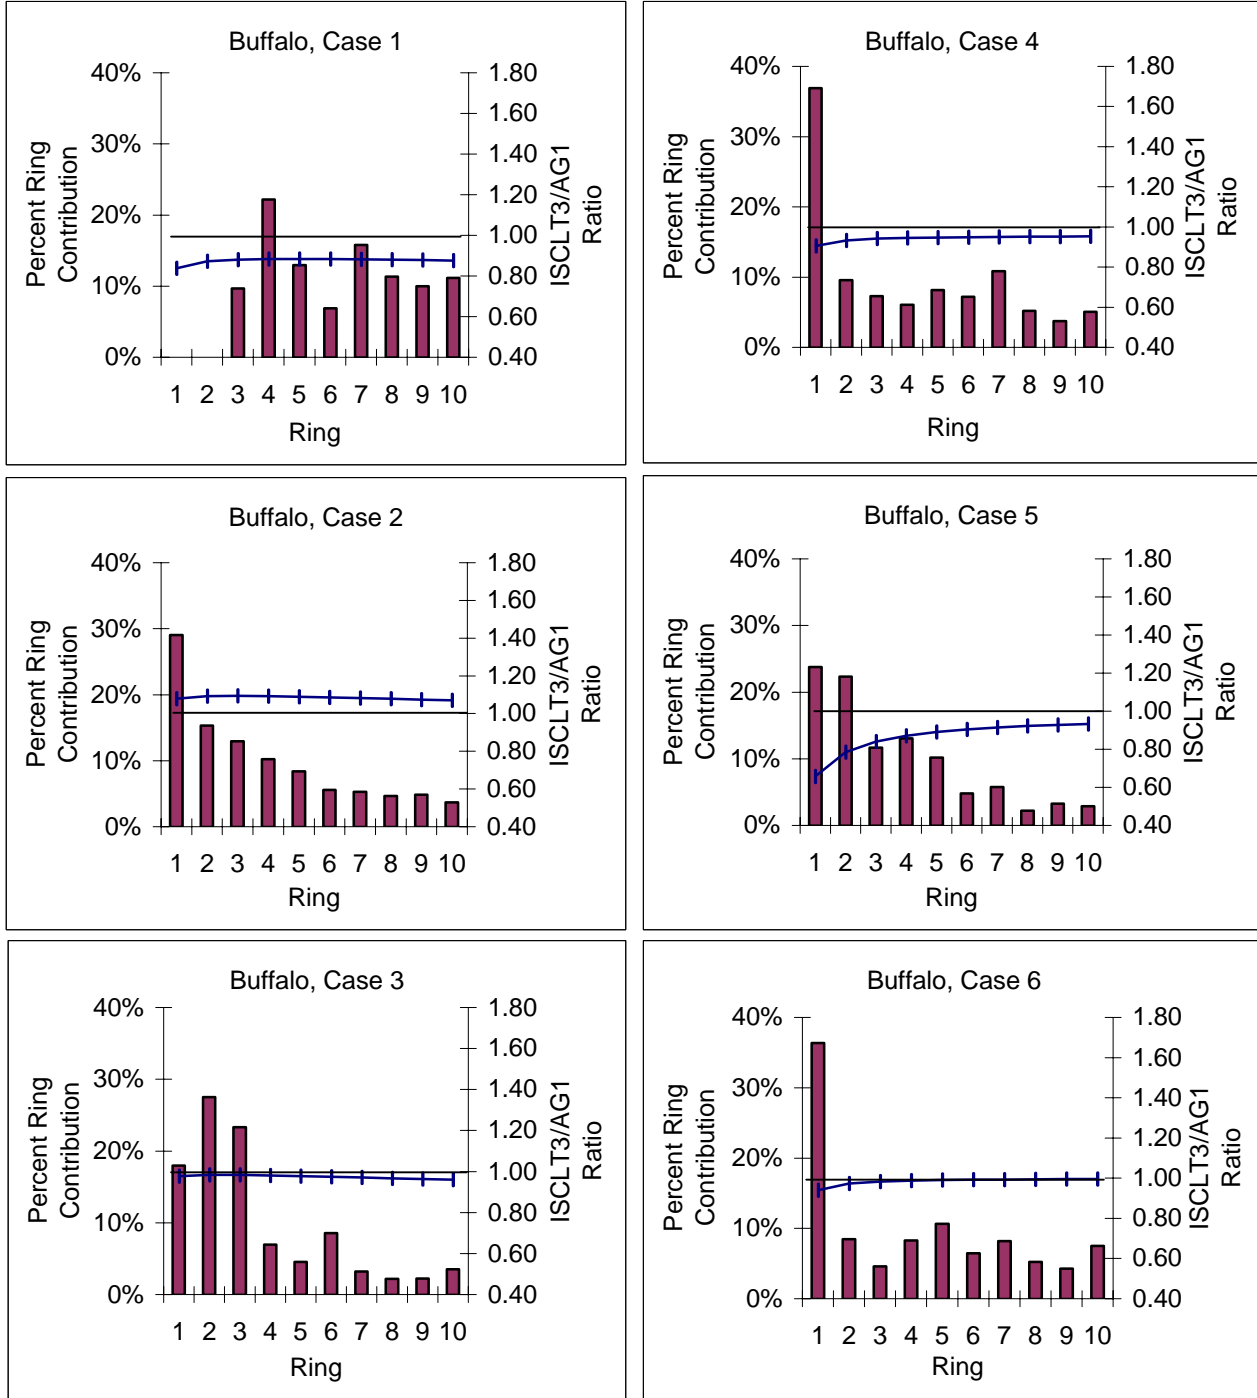 Buffalo, Case 1
40%
30%
20%
10%
0%
Percent Ring
Contribution
1.80
1.60
1.40
1.20
1.00
0.80
0.60
0.40
ISCLT3/AG1
Ratio
1 2 3 4 5 6 7 8 9 10
Ring
Buffalo, Case 4
40%
30%
20%
10%
0%
Percent Ring
Contribution
1.80
1.60
1.40
1.20
1.00
0.80
0.60
0.40
ISCLT3/AG1
Ratio
1 2 3 4 5 6 7 8 9 10
Ring
Buffalo, Case 2
40%
30%
20%
10%
0%
Percent Ring
Contribution
1.80
1.60
1.40
1.20
1.00
0.80
0.60
0.40
ISCLT3/AG1
Ratio
1 2 3 4 5 6 7 8 9 10
Ring
Buffalo, Case 5
40%
30%
20%
10%
0%
Percent Ring
Contribution
1.80
1.60
1.40
1.20
1.00
0.80
0.60
0.40
ISCLT3/AG1
Ratio
1 2 3 4 5 6 7 8 9 10
Ring
Buffalo, Case 3
40%
30%
20%
10%
0%
Percent Ring
Contribution
1.80
1.60
1.40
1.20
1.00
0.80
0.60
0.40
ISCLT3/AG1
Ratio
1 2 3 4 5 6 7 8 9 10
Ring
Buffalo, Case 6
40%
30%
20%
10%
0%
Percent Ring
Contribution
1.80
1.60
1.40
1.20
1.00
0.80
0.60
0.40
ISCLT3/AG1
Ratio
1 2 3 4 5 6 7 8 9 10
Ring